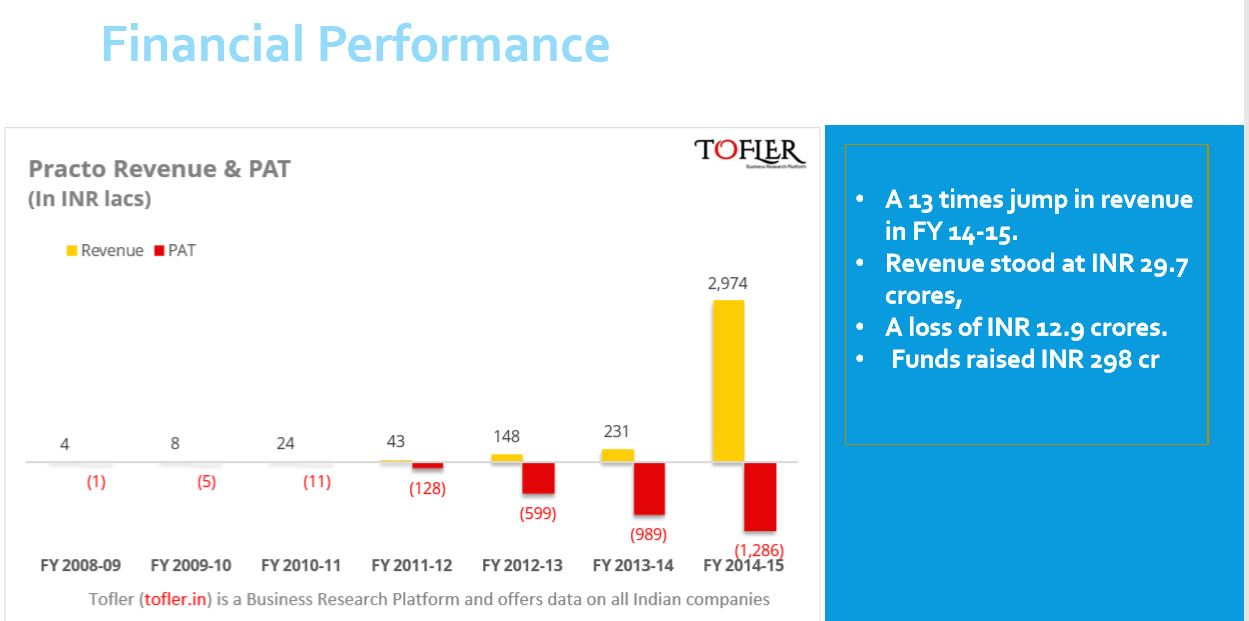 Financial Performance
TOFLER
Business Research Platform
Practo Revenue & PAT
(In INR lacs)
Revenue PAT
2,974
4 8 24 43 148 231
(1) (5) (11) (128) (599) (989) (1,286)
FY 2008-09 FY 2009-10 FY 2010-11 FY 2011-12 FY 2012-13 FY 2013-14 FY 2014-15
Tofler (tofler.in) is a Business Research Platform and offers data on all Indian companies
• A 13 times jump in revenue
in FY 14-15.
• Revenue stood at INR 29.7
crores,
• A loss of INR 12.9 crores.
• Funds raised INR 298 cr